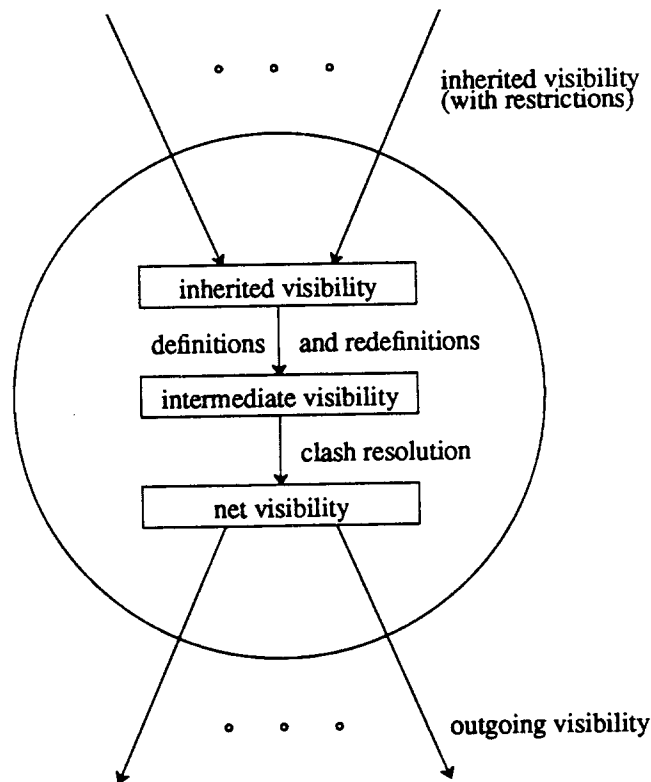 inherited visibility
(with restrictions)
inherited visibility
definitions and redefinitions
intermediate visibility
clash resolution
net visibility
outgoing visibility